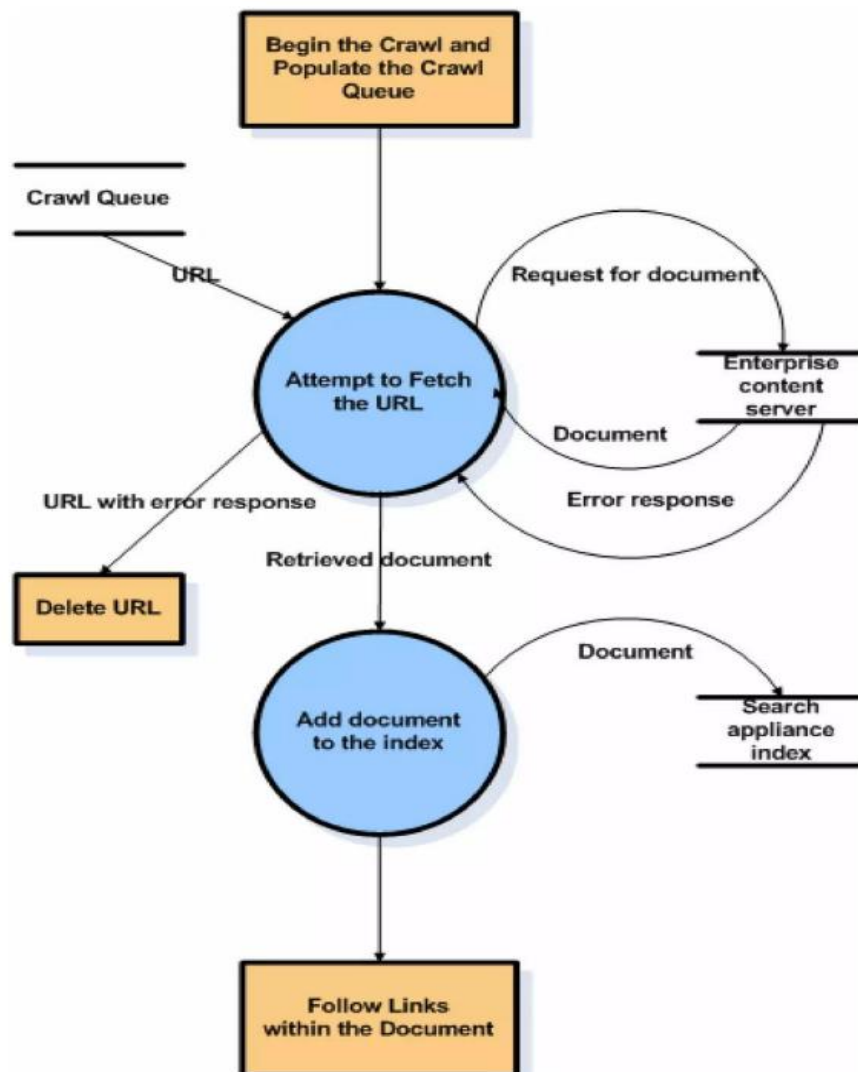 Begin the Crawl and
Populate the Crawl
Queue
Crawl Queue
URL
Request for document
Attempt to Fetch
the URL
Enterprise
content
server
Document
Error response
URL with error response
Retrieved document
Delete URL
Document
Add document
to the index
Search
appliance
index
Follow Links
within the Document